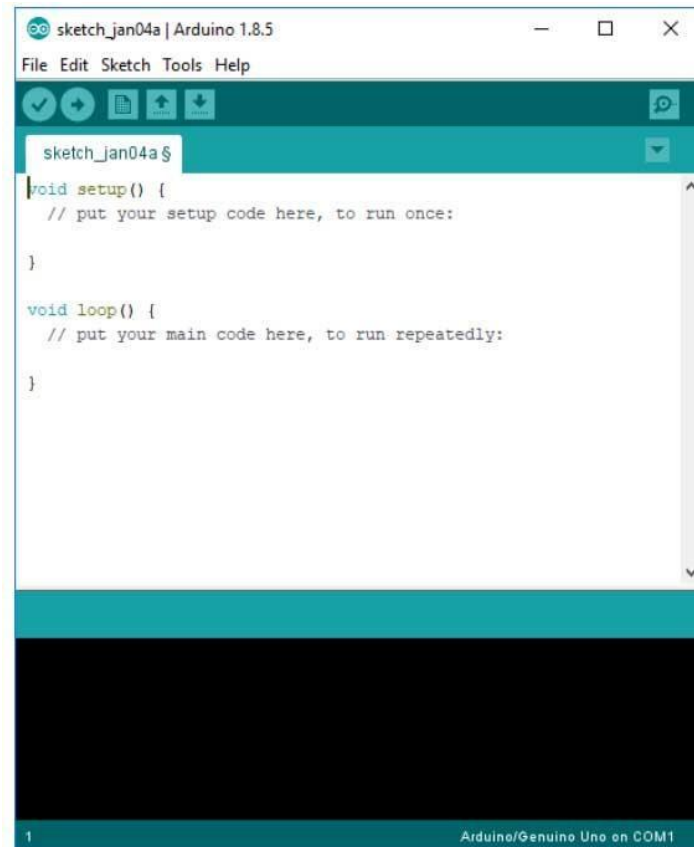 sketch_jan04a | Arduino 1.8.5
File Edit Sketch Tools Help
sketch_jan04a §
void setup() {
  // put your setup code here, to run once:
}
void loop() {
  // put your main code here, to run repeatedly:
}
1 Arduino/Genuino Uno on COM1